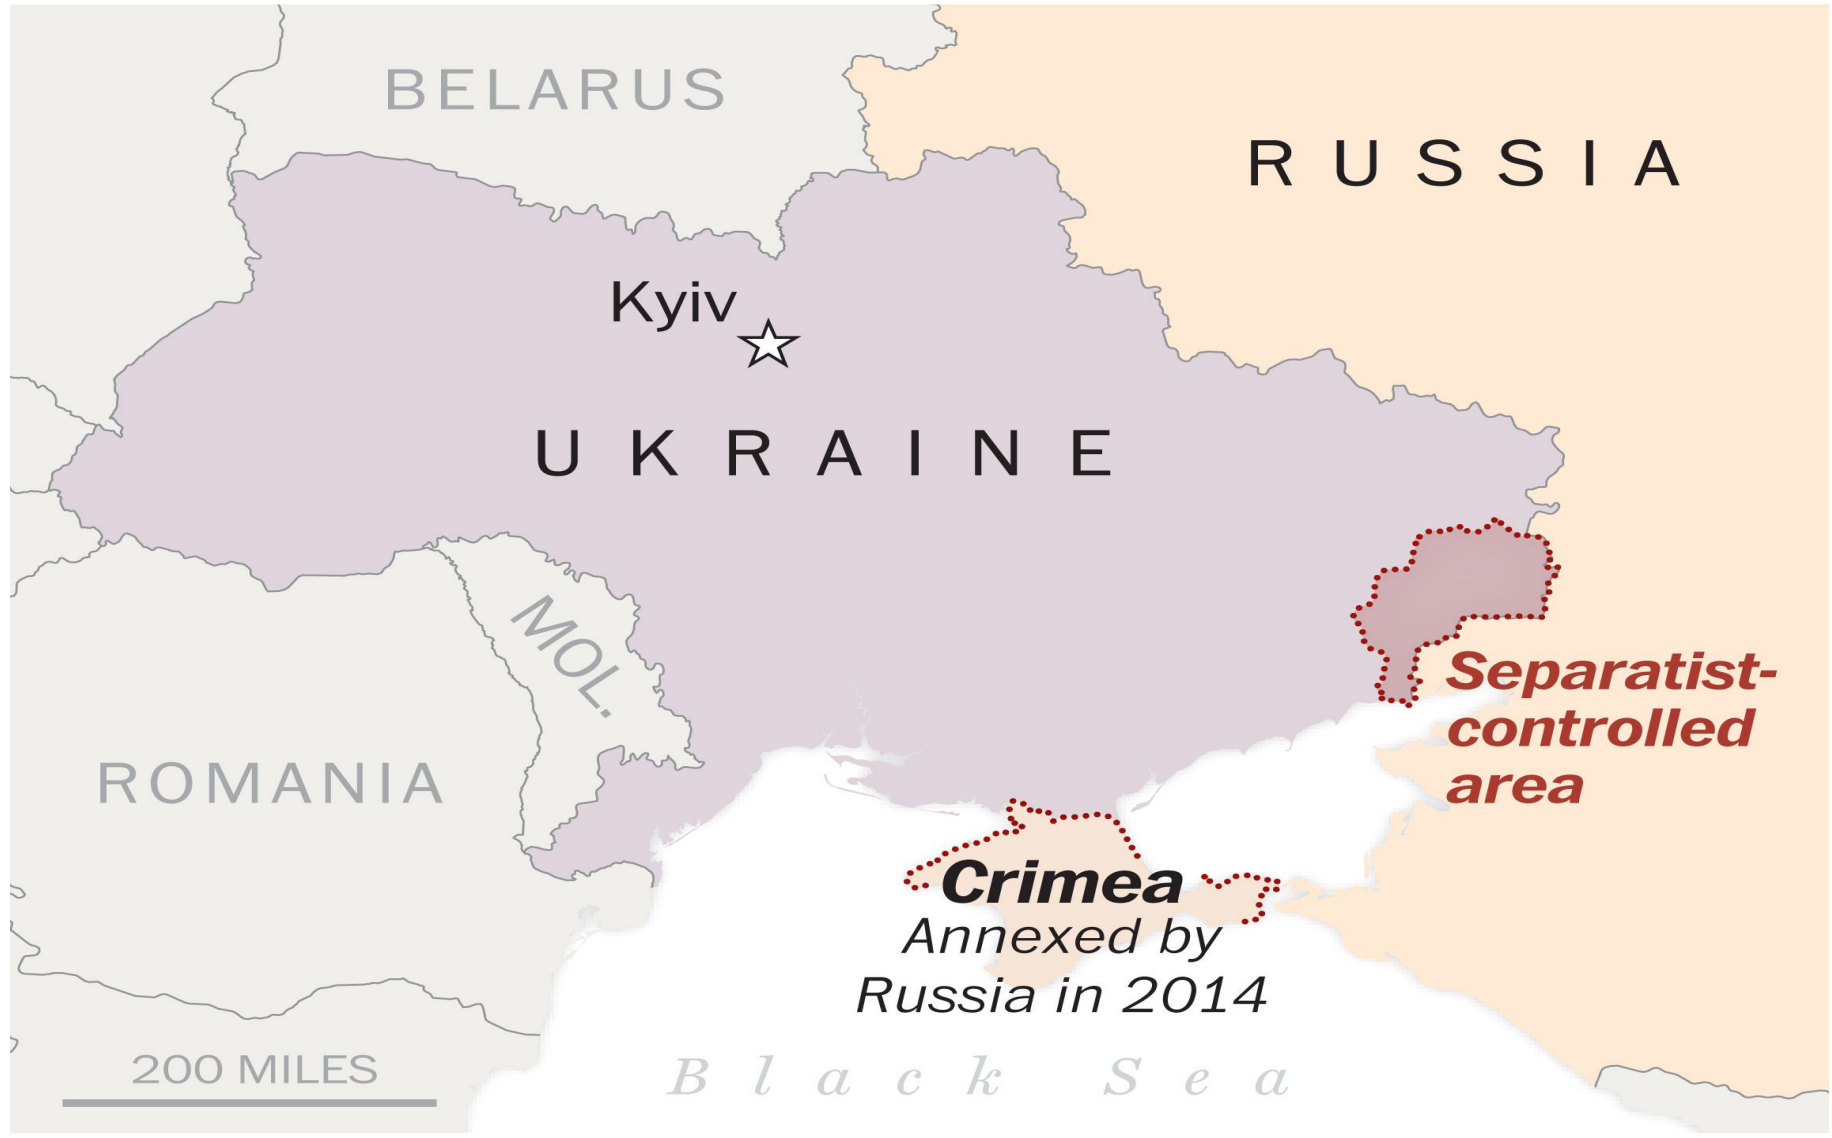 BELARUS
RUSSIA
Kyiv
UKRAINE
MOL.
Separatist-
controlled
area
ROMANIA
Crimea
Annexed by
Russia in 2014
200 MILES
Black Sea